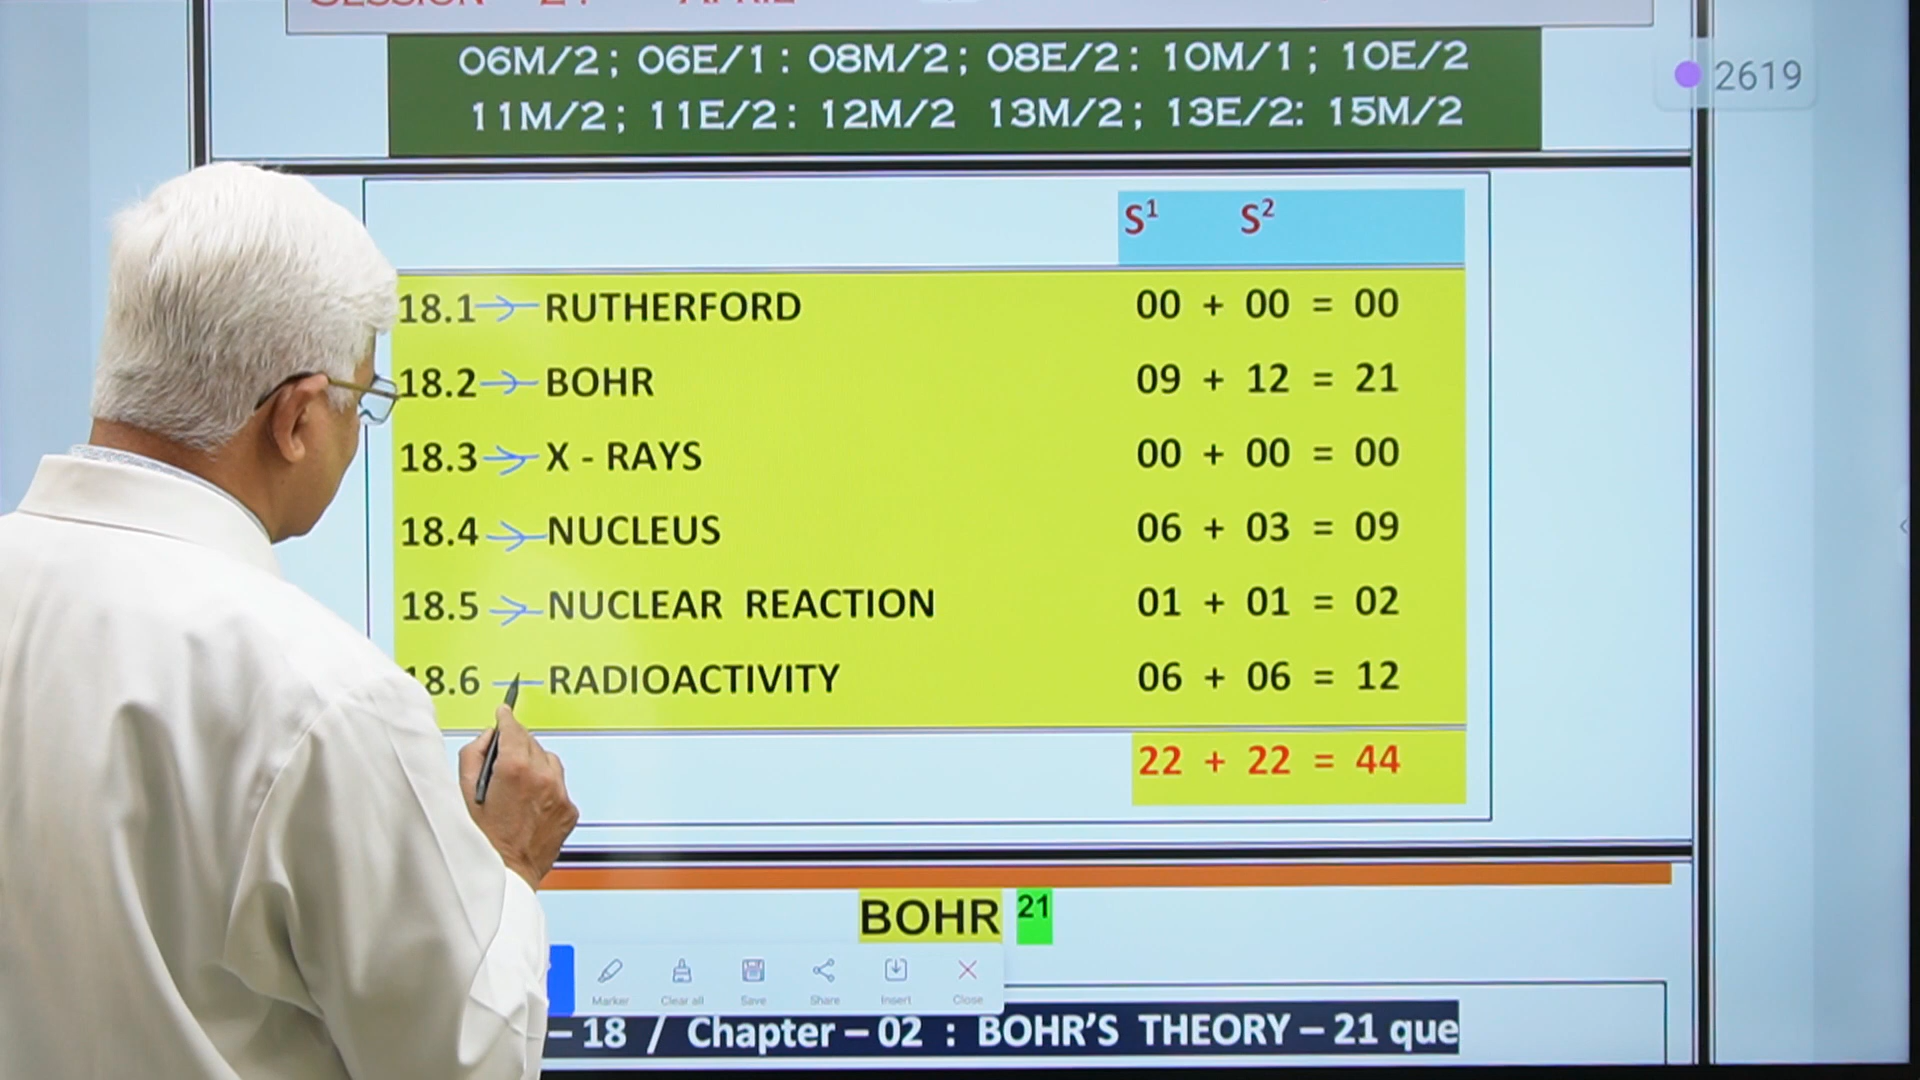 SESSION - 24 APRIL
06M/2; 06E/1: 08M/2; 08E/2: 10M/1; 10E/2
2619
11M/2; 11E/2: 12M/2 13M/2; 13E/2: 15M/2
S¹ S²
18.1 RUTHERFORD 00 + 00 = 00
18.2 BOHR 09 + 12 = 21
18.3 X - RAYS 00 + 00 = 00
18.4 NUCLEUS 06 + 03 = 09
18.5 NUCLEAR REACTION 01 + 01 = 02
18.6 RADIOACTIVITY 06 + 06 = 12
22 + 22 = 44
BOHR 21
Marker Clear all Save Share Insert Close
– 18 / Chapter – 02 : BOHR'S THEORY – 21 que